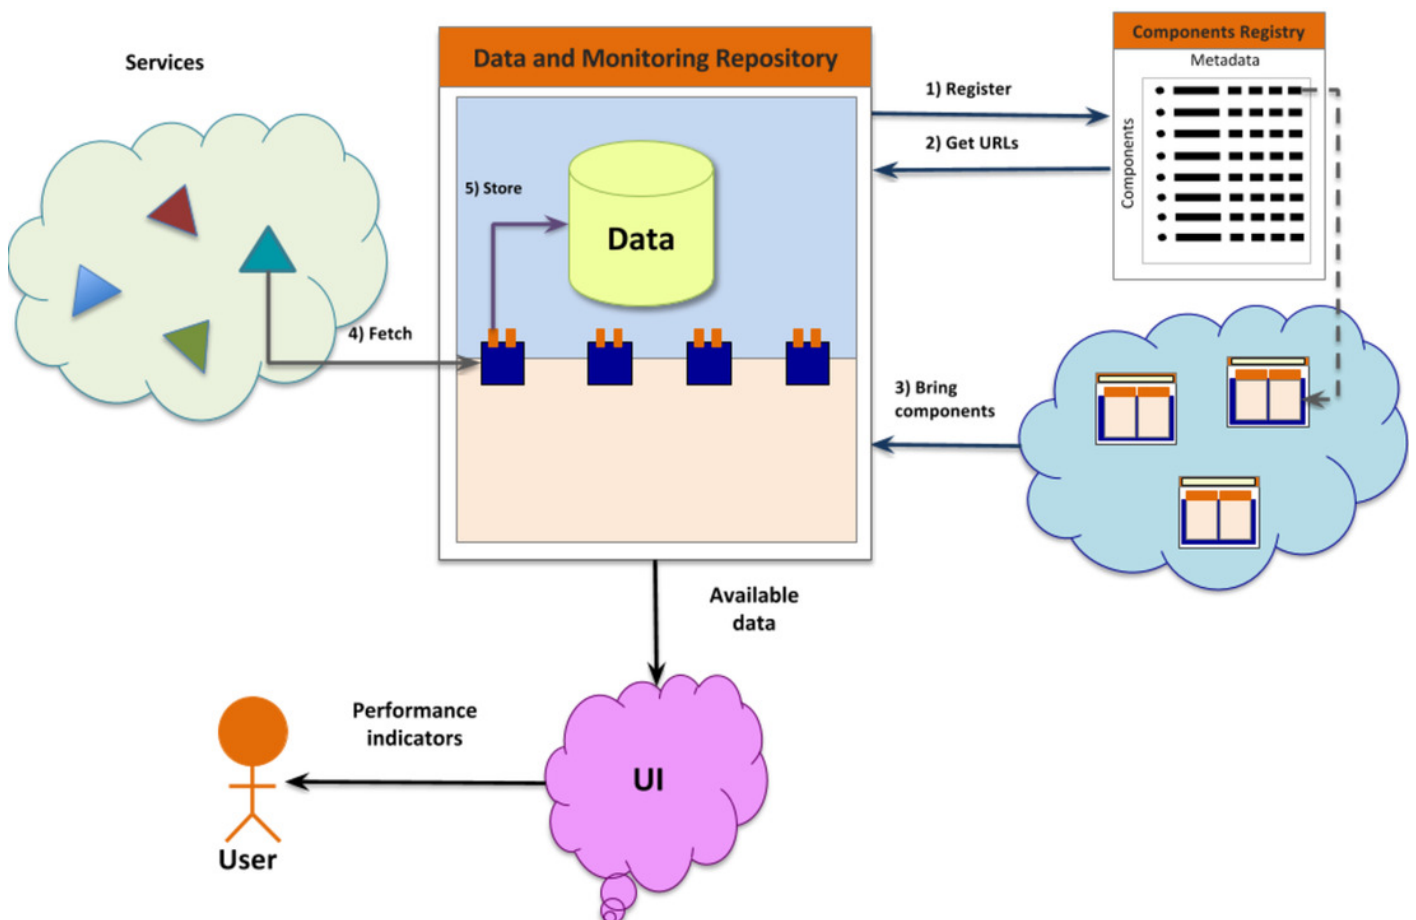 Services
Data and Monitoring Repository
Components Registry
Metadata
Components
1) Register
2) Get URLs
5) Store
Data
4) Fetch
3) Bring
components
Available
data
Performance
indicators
UI
User